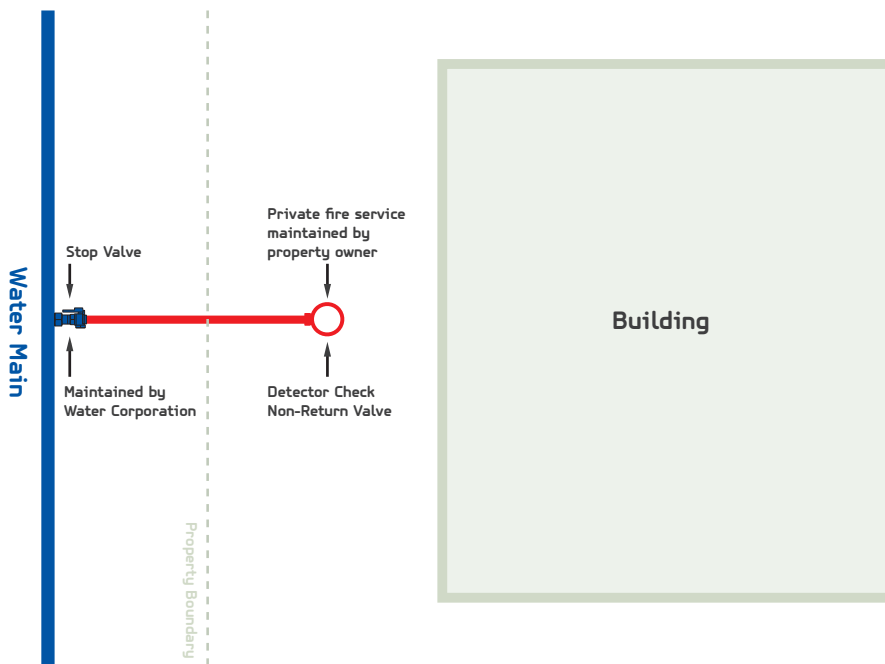 Private fire service
maintained by
property owner
Stop Valve
Water Main
Building
Maintained by
Water Corporation
Detector Check
Non-Return Valve
Property Boundary